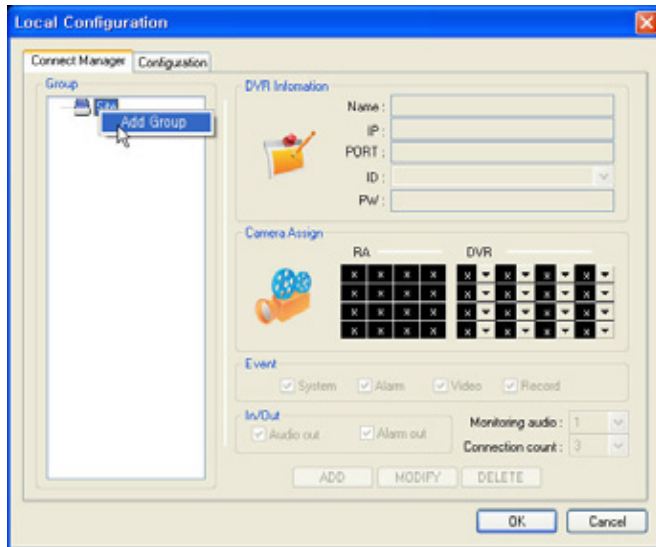 Local Configuration
Connect Manager
Configuration
Group
Site
Add Group
DVR Infomation
Name :
IP :
PORT :
ID :
PW :
Camera Assign
RA
DVR
x x x x x x x x
x x x x x x x x
x x x x x x x x
x x x x x x x x
Event
System Alarm Video Record
In/Out
Audio out Alarm out
Monitoring audio : 1
Connection count : 3
ADD MODIFY DELETE
OK Cancel